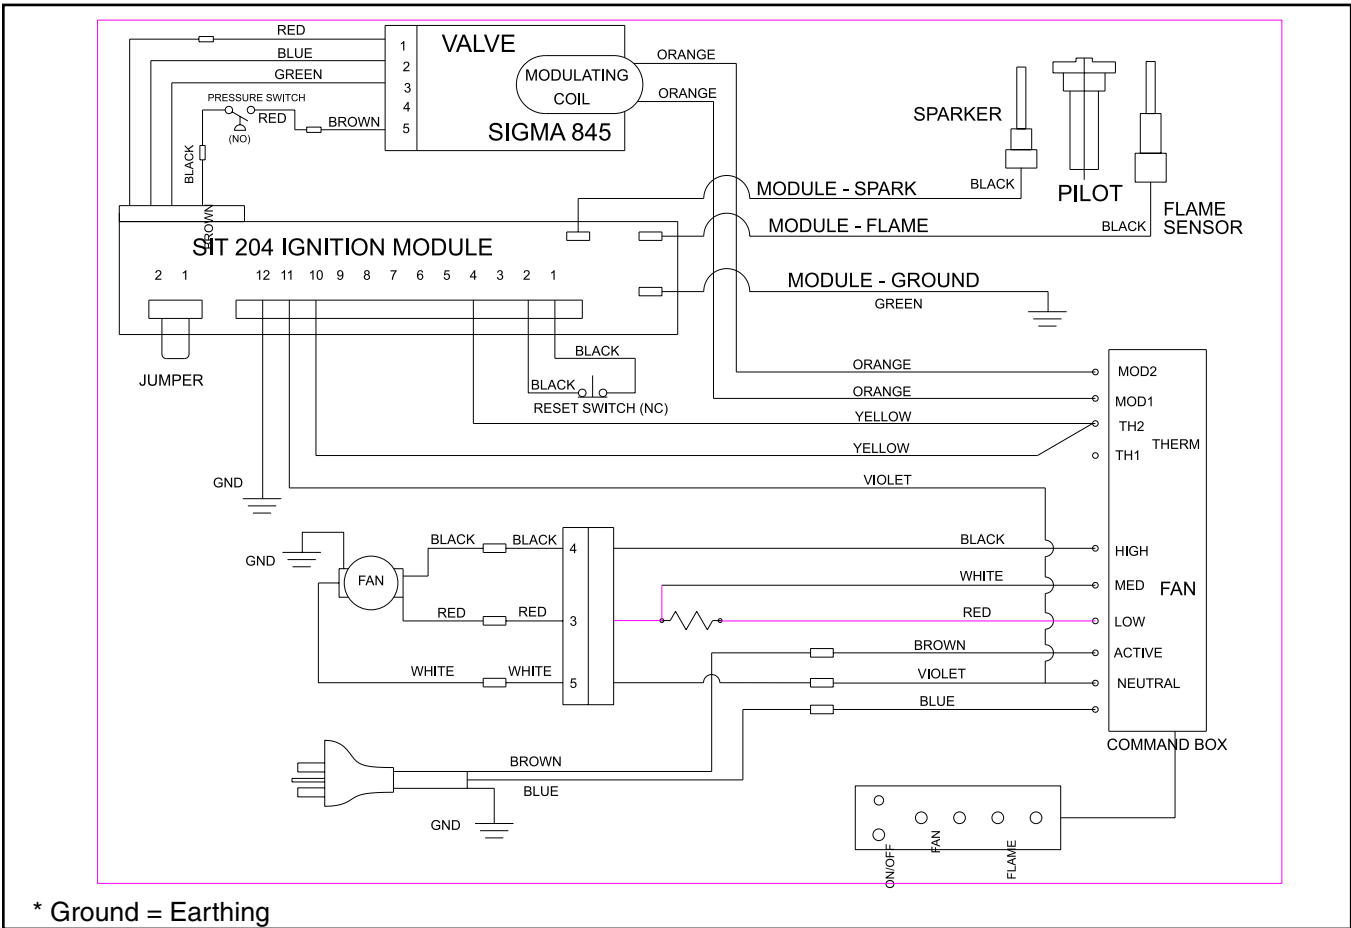 RED
VALVE
1
BLUE
2
GREEN
3
4
5
MODULATING
COIL
SIGMA 845
ORANGE
ORANGE
PRESSURE SWITCH
RED
(NO)
BROWN
BLACK
BROWN
SPARKER
PILOT
FLAME
SENSOR
MODULE - SPARK
BLACK
MODULE - FLAME
BLACK
MODULE - GROUND
GREEN
SIT 204 IGNITION MODULE
2 1
12 11 10 9 8 7 6 5 4 3 2 1
JUMPER
BLACK
BLACK
RESET SWITCH (NC)
ORANGE
MOD2
ORANGE
MOD1
YELLOW
TH2
THERM
YELLOW
TH1
VIOLET
GND
GND
FAN
BLACK
BLACK
4
BLACK
HIGH
WHITE
MED
FAN
RED
RED
3
RED
LOW
BROWN
ACTIVE
WHITE
WHITE
5
VIOLET
NEUTRAL
BLUE
COMMAND BOX
BROWN
BLUE
GND
ON/OFF
FAN
FLAME
* Ground = Earthing